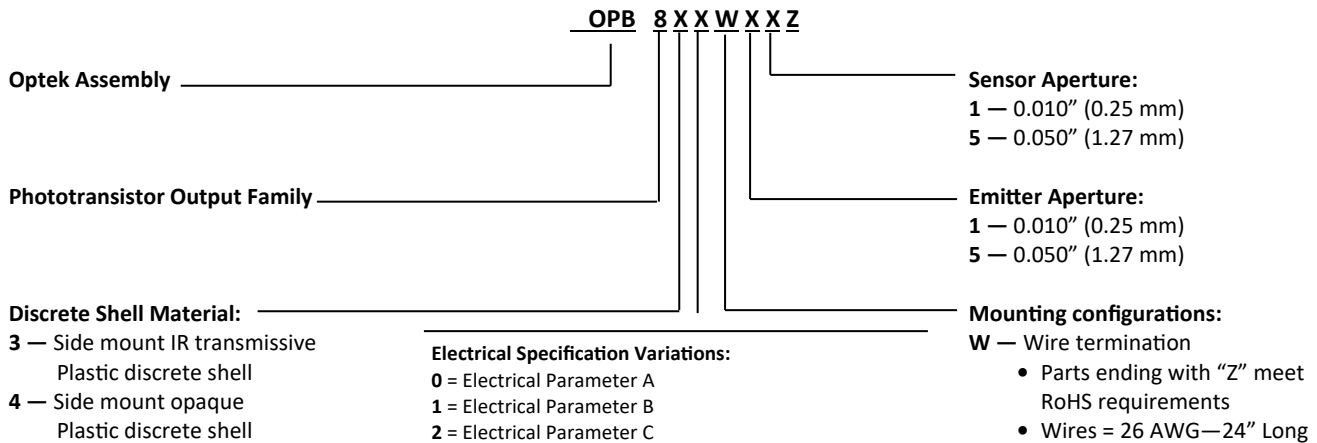 OPB 8 X X W X X Z
Optek Assembly
Sensor Aperture:
1 — 0.010” (0.25 mm)
5 — 0.050” (1.27 mm)
Phototransistor Output Family
Emitter Aperture:
1 — 0.010” (0.25 mm)
5 — 0.050” (1.27 mm)
Discrete Shell Material:
3 — Side mount IR transmissive
Plastic discrete shell
4 — Side mount opaque
Plastic discrete shell
Electrical Specification Variations:
0 = Electrical Parameter A
1 = Electrical Parameter B
2 = Electrical Parameter C
Mounting configurations:
W — Wire termination
• Parts ending with “Z” meet
RoHS requirements
• Wires = 26 AWG—24” Long